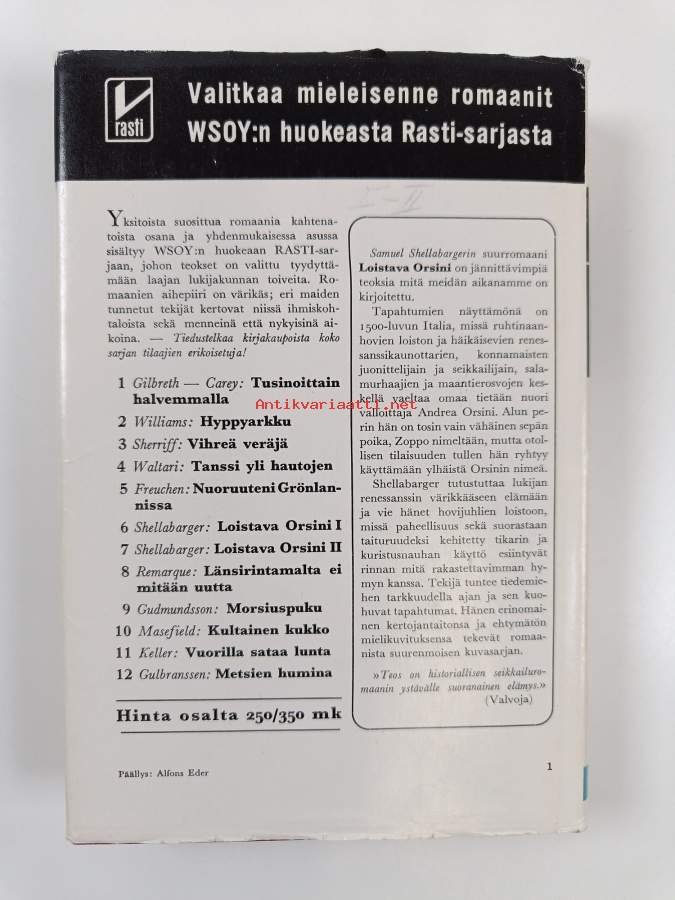 rasti
Valitkaa mieleisenne romaanit
WSOY:n huokeasta Rasti-sarjasta
I-II
Yksitoista suosittua romaania kahtena-
toista osana ja yhdenmukaisessa asussa
sisältyy WSOY:n huokeaan RASTI-sar-
jaan, johon teokset on valittu tyydyttä-
mään laajan lukijakunnan toiveita. Ro-
maanien aihepiiri on värikäs; eri maiden
tunnetut tekijät kertovat niissä ihmiskoh-
taloista sekä menneinä että nykyisinä ai-
koina. — Tiedustelkaa kirjakaupoista koko
sarjan tilaajien erikoisetuja!
1 Gilbreth — Carey: Tusinoittain
halvemmalla
2 Williams: Hyppyarkku
3 Sherriff: Vihreä veräjä
4 Waltari: Tanssi yli hautojen
5 Freuchen: Nuoruuteni Grönlan-
nissa
6 Shellabarger: Loistava Orsini I
7 Shellabarger: Loistava Orsini II
8 Remarque: Länsirintamalta ei
mitään uutta
9 Gudmundsson: Morsiuspuku
10 Masefield: Kultainen kukko
11 Keller: Vuorilla sataa lunta
12 Gulbranssen: Metsien humina
Hinta osalta 250/350 mk
Päällys: Alfons Eder
Samuel Shellabargerin suurromaani
Loistava Orsini on jännittävimpiä
teoksia mitä meidän aikanamme on
kirjoitettu.
Tapahtumien näyttämönä on
1500-luvun Italia, missä ruhtinaan-
hovien loiston ja häikäisevien renes-
sanssikaunottarien, konnamaisten
juonittelijain ja seikkailijain, sala-
murhaajien ja maantierosvojen kes-
kellä vaeltaa omaa tietään nuori
valloittaja Andrea Orsini. Alun pe-
rin hän on tosin vain vähäinen sepän
poika, Zoppo nimeltään, mutta otol-
lisen tilaisuuden tullen hän ryhtyy
käyttämään ylhäistä Orsinin nimeä.
Shellabarger tutustuttaa lukijan
renessanssin värikkääseen elämään
ja vie hänet hovijuhlien loistoon,
missä paheellisuus sekä suorastaan
taituruudeksi kehitetty tikarin ja
kuristusnauhan käyttö esiintyvät
rinnan mitä rakastettavimman hy-
myn kanssa. Tekijä tuntee tiedemie-
hen tarkkuudella ajan ja sen kuo-
huvat tapahtumat. Hänen erinomai-
nen kertojantaitonsa ja ehtymätön
mielikuvituksensa tekevät romaa-
nista suurenmoisen kuvasarjan.
»Teos on historiallisen seikkailuro-
maanin ystävälle suoranainen elämys.»
(Valvoja)
1
Antikvariaatti.net